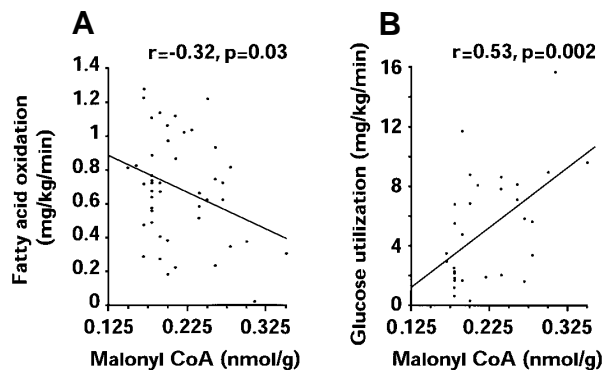 A
r=-0.32, p=0.03
Fatty acid oxidation
(mg/kg/min)
1.4
1.2
1
0.8
0.6
0.4
0.2
0
0.125
0.225
0.325
Malonyl CoA (nmol/g)
B
r=0.53, p=0.002
Glucose utilization (mg/kg/min)
16
12
8
4
0
0.125
0.225
0.325
Malonyl CoA (nmol/g)